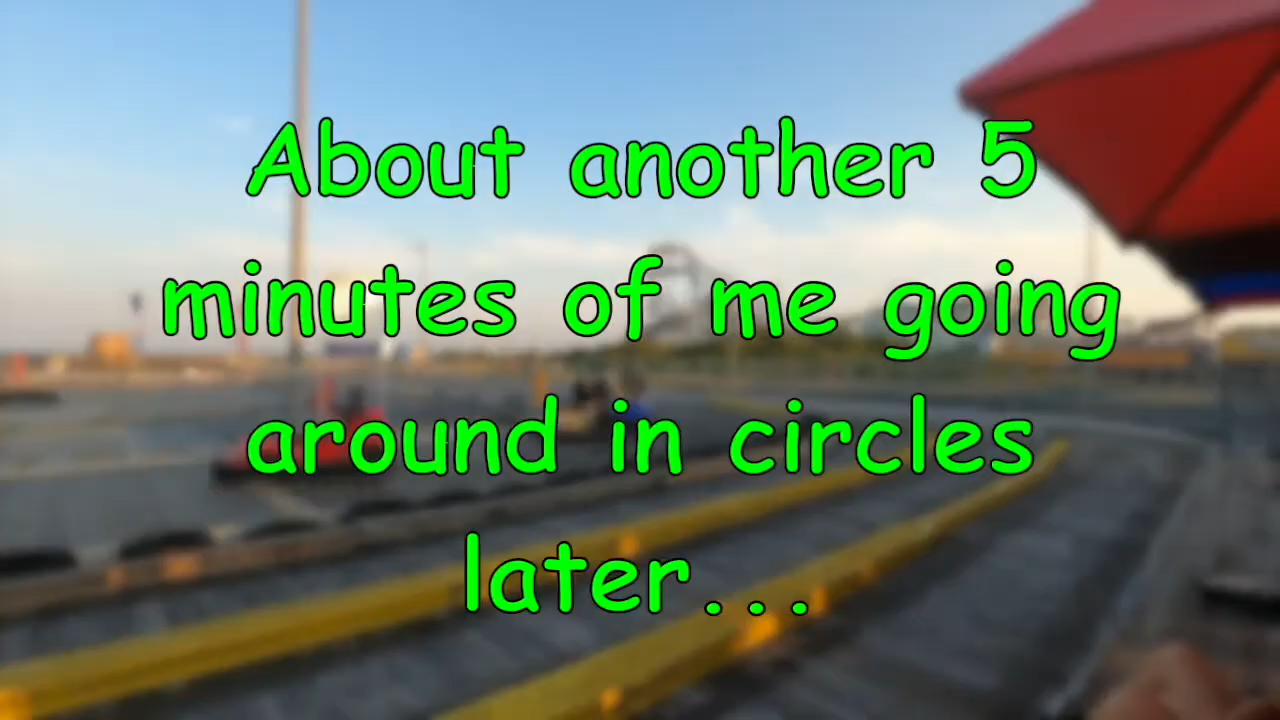 About another 5
minutes of me going
around in circles
later...